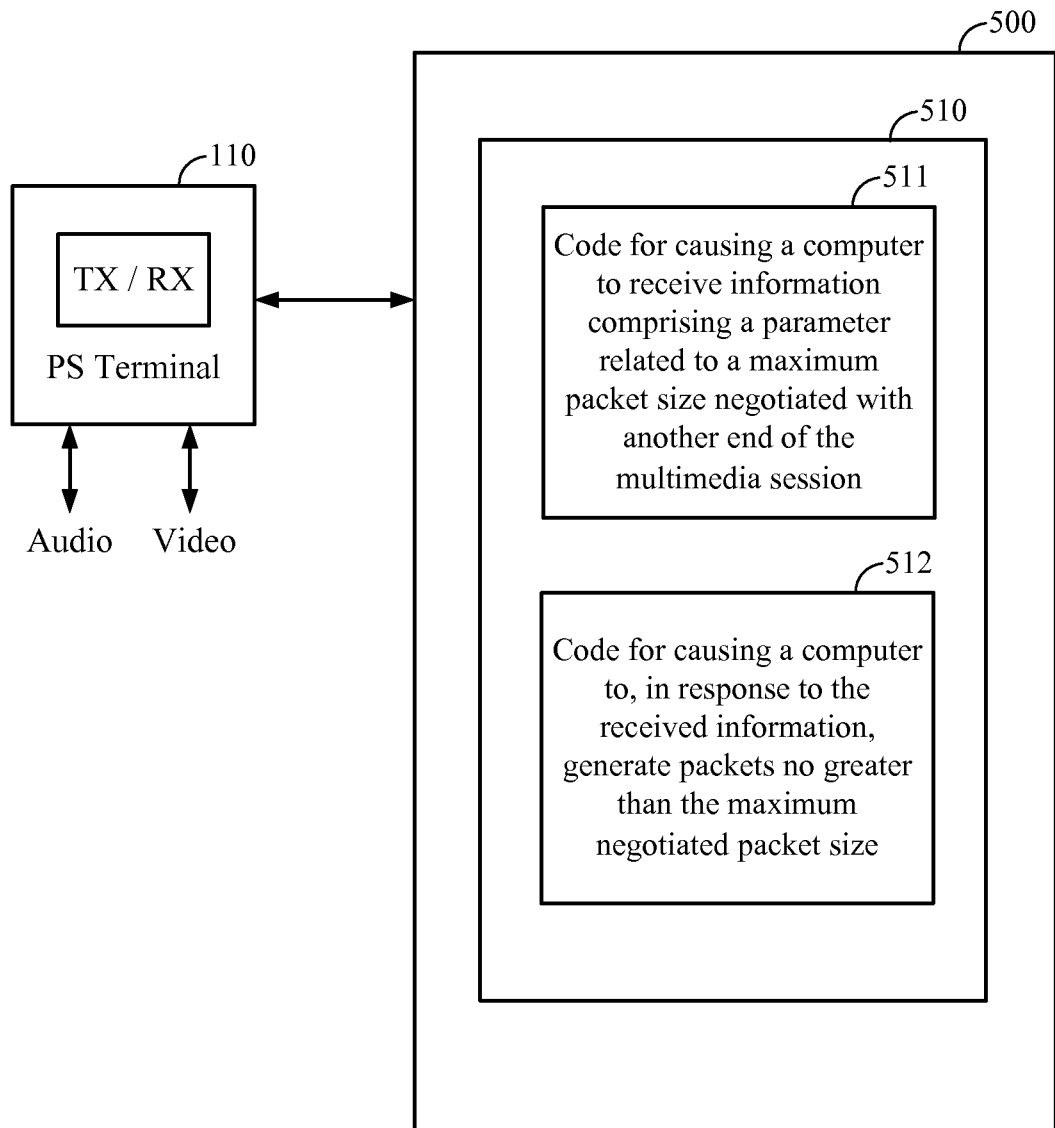 500
510
110
511
Code for causing a computer
to receive information
comprising a parameter
related to a maximum
packet size negotiated with
another end of the
multimedia session
TX / RX
PS Terminal
Audio Video
512
Code for causing a computer
to, in response to the
received information,
generate packets no greater
than the maximum
negotiated packet size